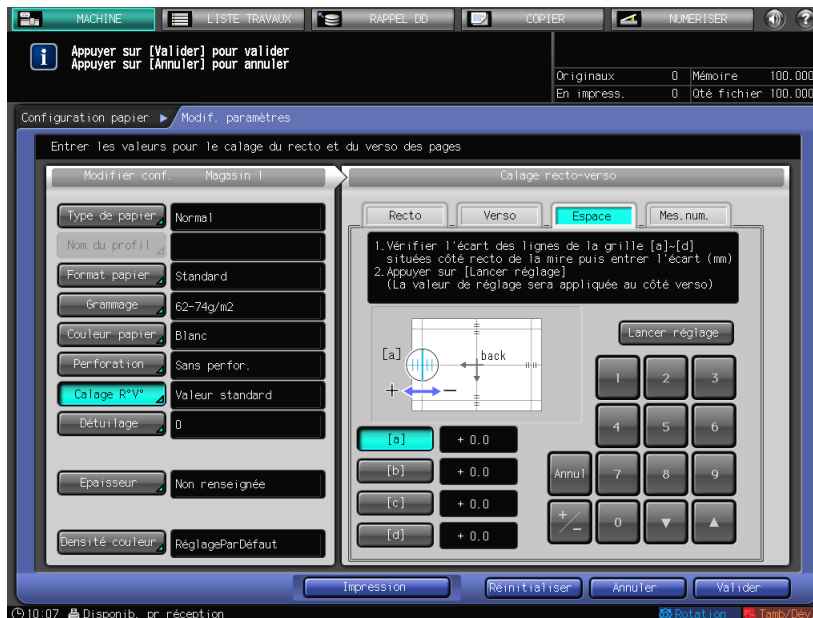 MACHINE
LISTE TRAVAUX
RAPPEL DD
COPIER
NUMERISER
?
i
Appuyer sur [Valider] pour valider
Appuyer sur [Annuler] pour annuler
Originaux 0 Mémoire 100.000
En impress. 0 Qté fichier 100.000
Configuration papier ▶ Modif. paramètres
Entrer les valeurs pour le calage du recto et du verso des pages
Modifier conf. Magasin 1
Type de papier Normal
Nom du profil
Format papier Standard
Grammage 62-74g/m2
Couleur papier Blanc
Perforation Sans perfor.
Calage R°V° Valeur standard
Détuilage 0
Epaisseur Non renseignée
Densité couleur RéglageParDéfaut
Calage recto-verso
Recto
Verso
Espace
Mes.num.
1.Vérifier l'écart des lignes de la grille [a]~[d]
situées côté recto de la mire puis entrer l'écart (mm)
2.Appuyer sur [Lancer réglage]
(La valeur de réglage sera appliquée au côté verso)
[a]
back
+ −
Lancer réglage
1 2 3
4 5 6
Annul 7 8 9
+/− 0 ▼ ▲
[a] + 0.0
[b] + 0.0
[c] + 0.0
[d] + 0.0
Impression
Réinitialiser
Annuler
Valider
10:07 Disponib. pr réception
Rotation
Tamb/Dév